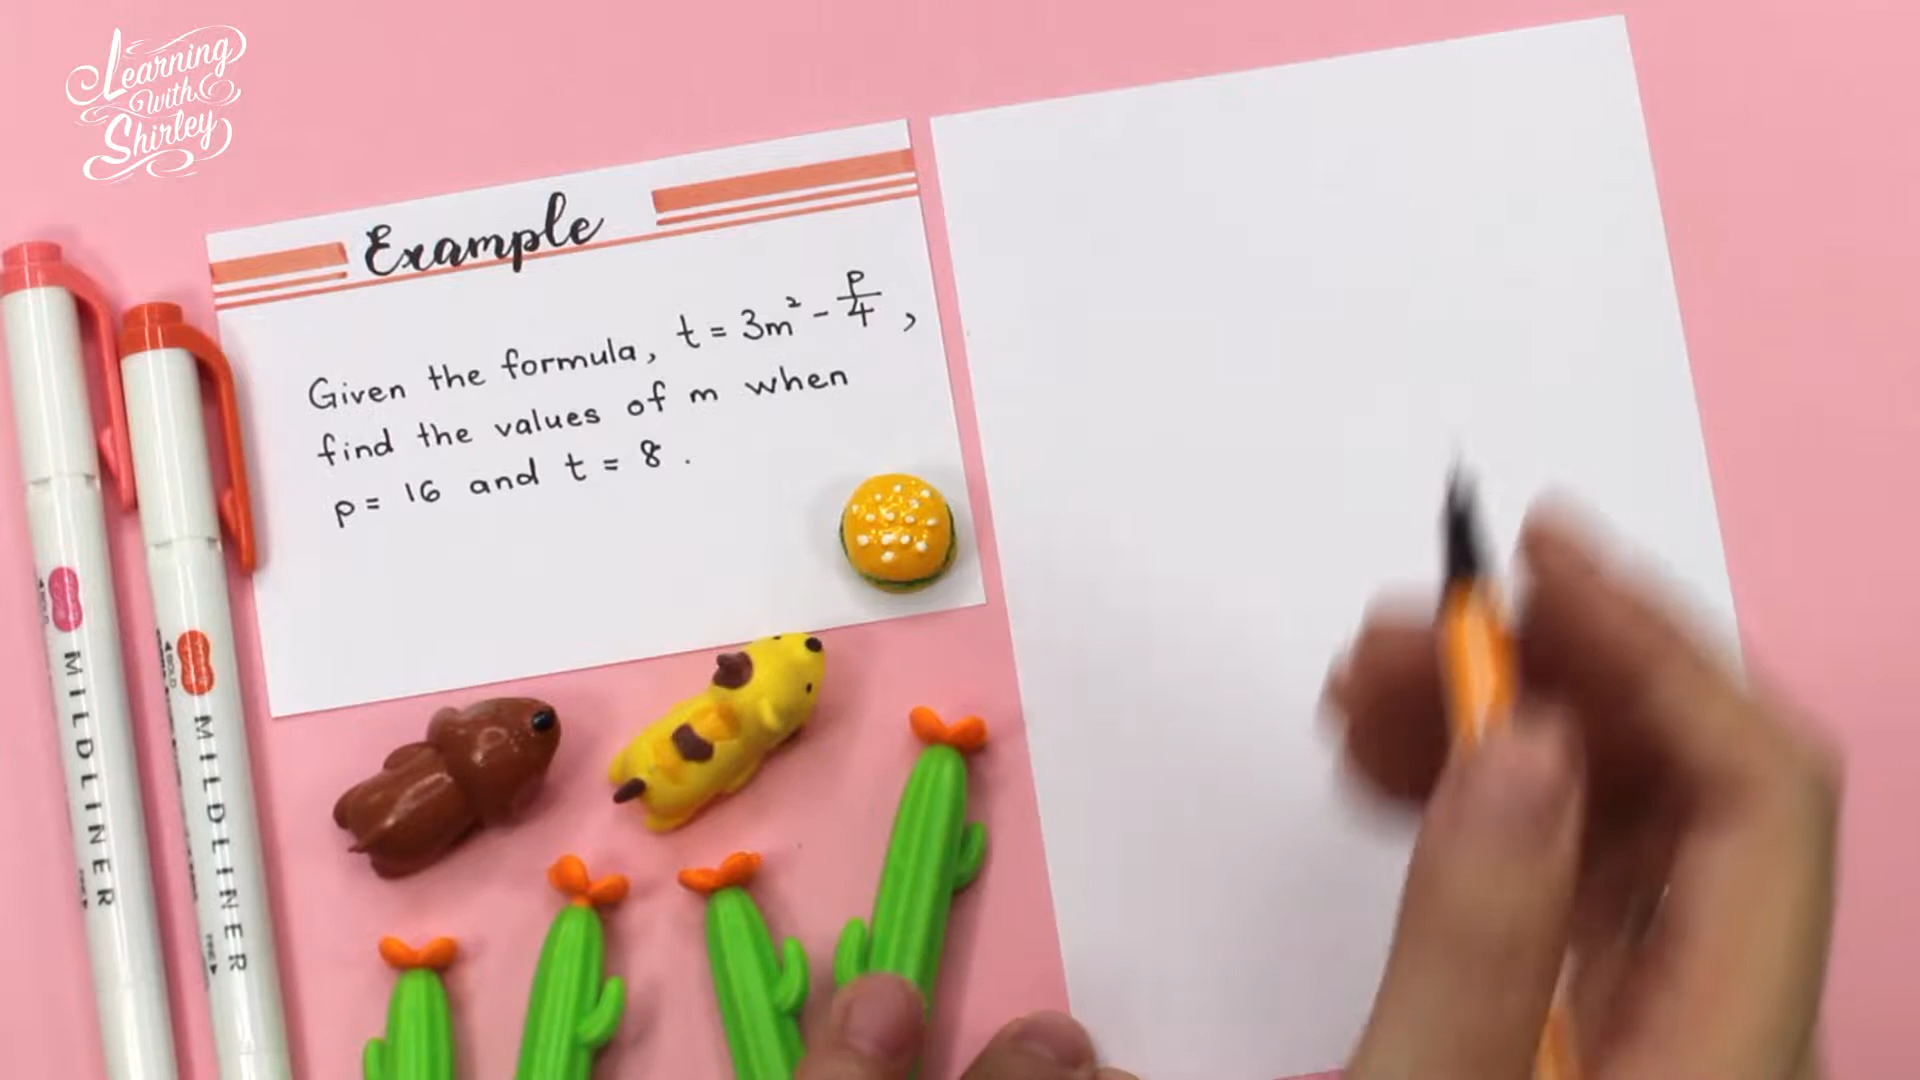 Learning
With
Shirley
Example
Given the formula, t = 3m² - p/4 ,
find the values of m when
p = 16 and t = 8 .
MILDLINER
MILDLINER